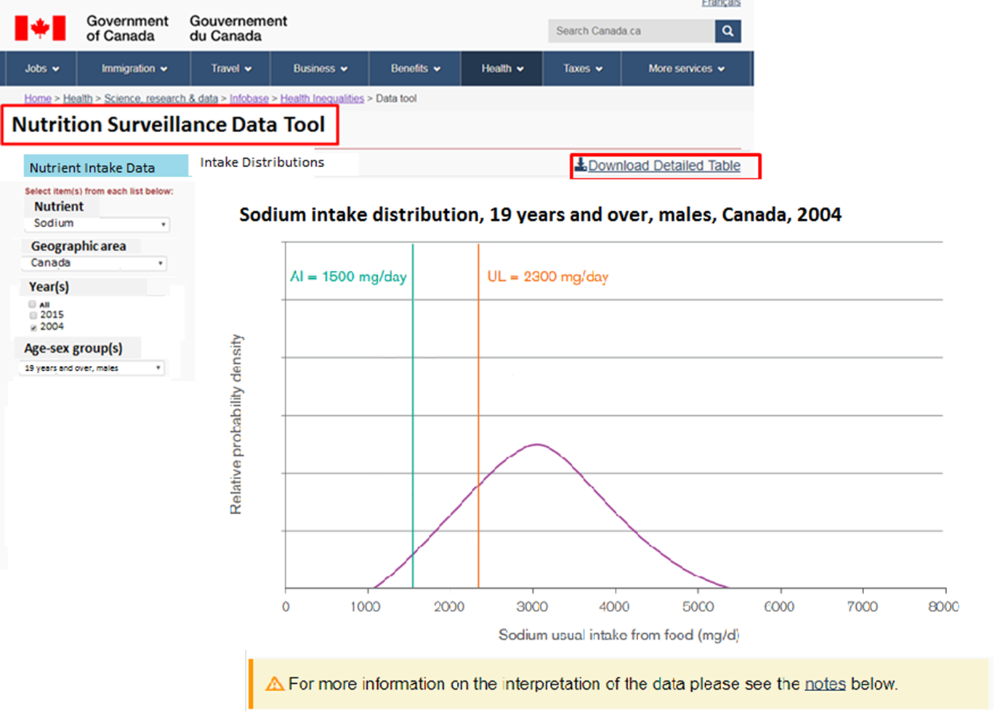 Français
Government of Canada
Gouvernement du Canada
Search Canada.ca
Jobs Immigration Travel Business Benefits Health Taxes More services
Home > Health > Science, research & data > Infobase > Health Inequalities > Data tool
Nutrition Surveillance Data Tool
Nutrient Intake Data
Intake Distributions
Download Detailed Table
Select item(s) from each list below:
Nutrient
Sodium
Geographic area
Canada
Year(s)
All
2015
2004
Age-sex group(s)
19 years and over, males
Sodium intake distribution, 19 years and over, males, Canada, 2004
AI = 1500 mg/day
UL = 2300 mg/day
Relative probability density
0 1000 2000 3000 4000 5000 6000 7000 8000
Sodium usual intake from food (mg/d)
For more information on the interpretation of the data please see the notes below.